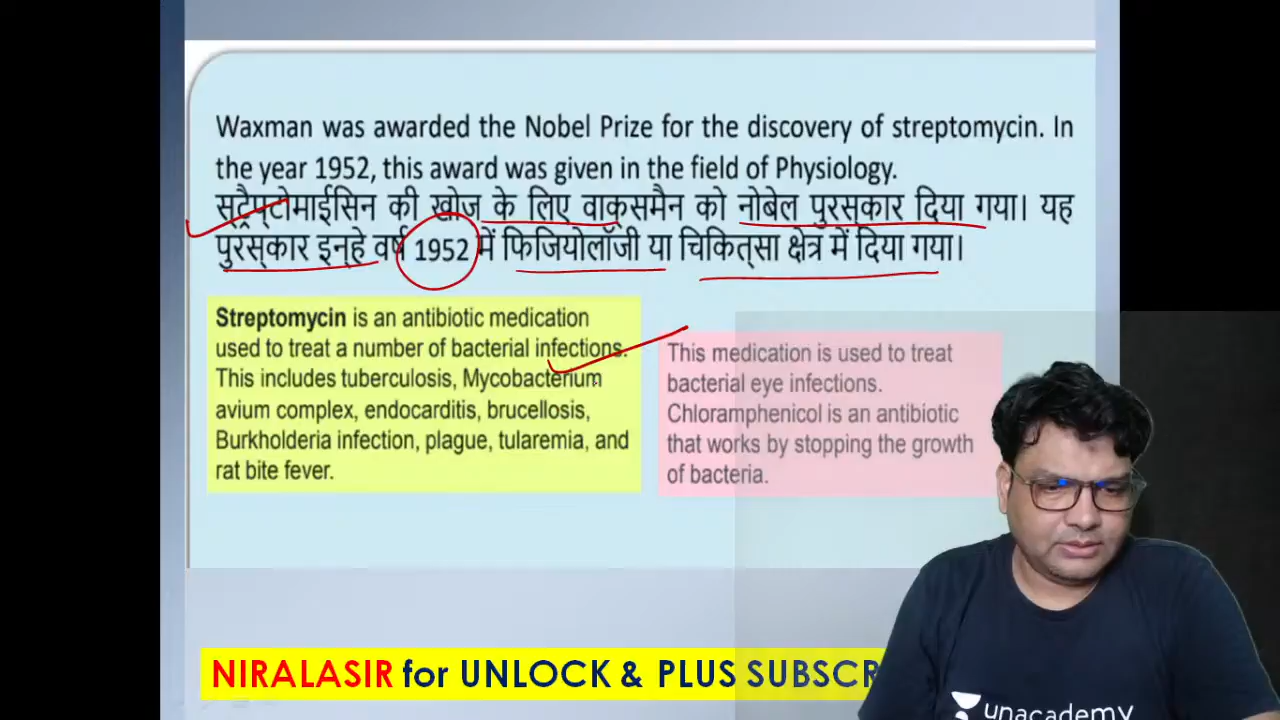 Waxman was awarded the Nobel Prize for the discovery of streptomycin. In
the year 1952, this award was given in the field of Physiology.
स्ट्रैप्टोमाईसिन की खोज के लिए वाक्समैन को नोबेल पुरस्कार दिया गया। यह
पुरस्कार इन्हे वर्ष 1952 में फिजियोलॉजी या चिकित्सा क्षेत्र में दिया गया।
Streptomycin is an antibiotic medication
used to treat a number of bacterial infections.
This includes tuberculosis, Mycobacterium
avium complex, endocarditis, brucellosis,
Burkholderia infection, plague, tularemia, and
rat bite fever.
This medication is used to treat
bacterial eye infections.
Chloramphenicol is an antibiotic
that works by stopping the growth
of bacteria.
NIRALASIR for UNLOCK & PLUS SUBSCR
unacademy